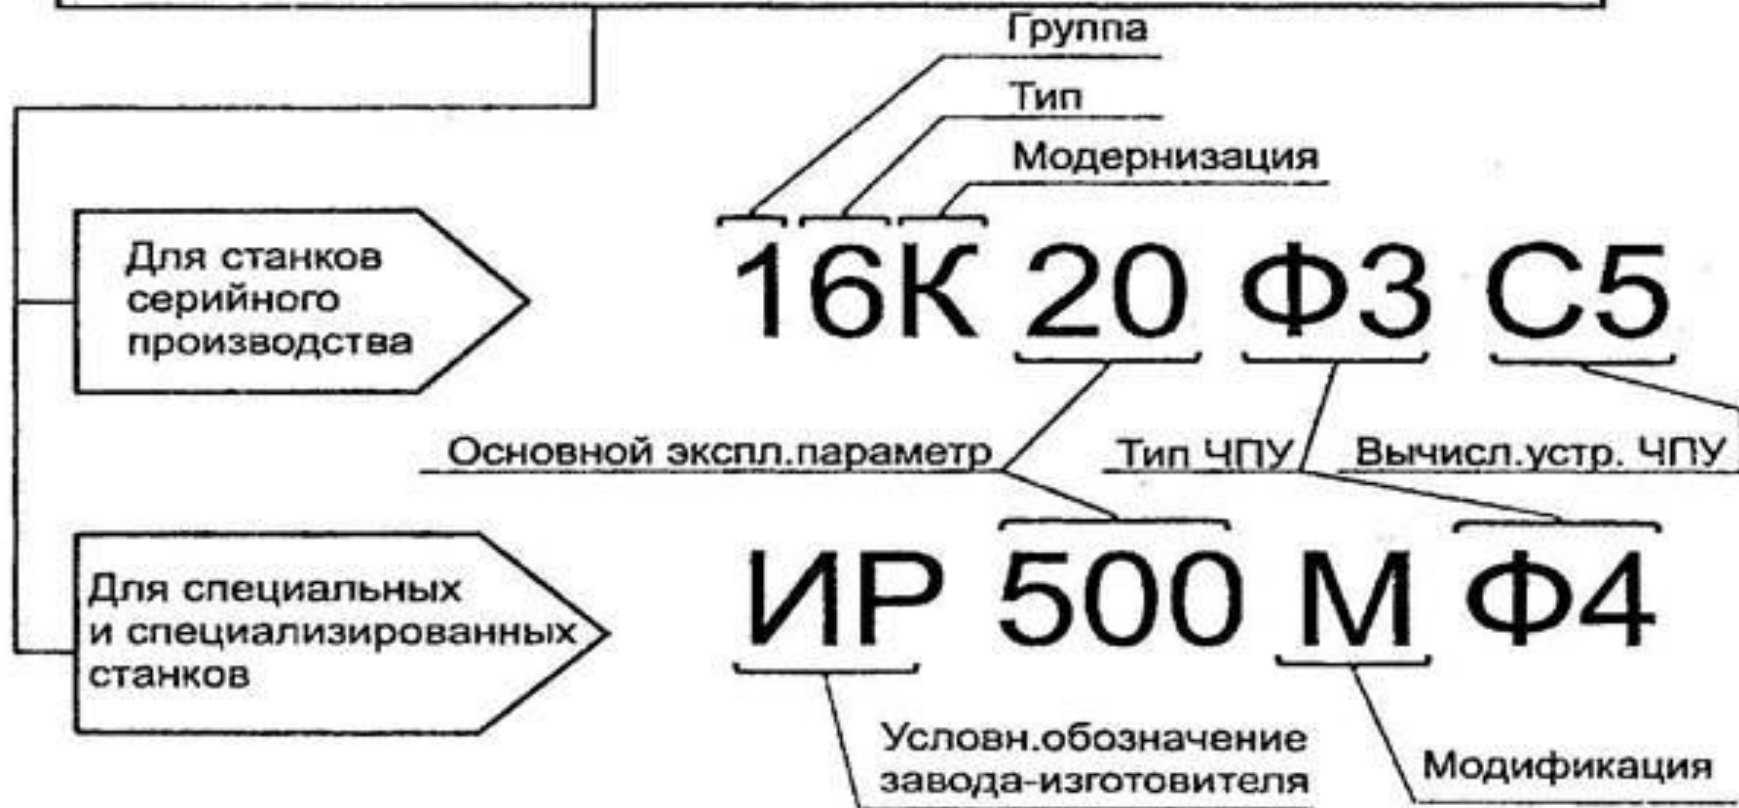 Группа
Тип
Модернизация
Для станков
серийного
производства
16К 20 Ф3 С5
Основной экспл.параметр
Тип ЧПУ
Вычисл.устр. ЧПУ
Для специальных
и специализированных
станков
ИР 500 М Ф4
Условн.обозначение
завода-изготовителя
Модификация